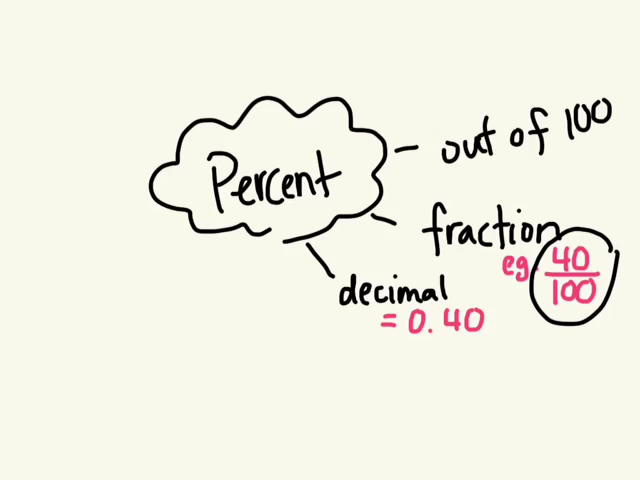 Percent
out of 100
fraction
eg. 40/100
decimal
= 0.40